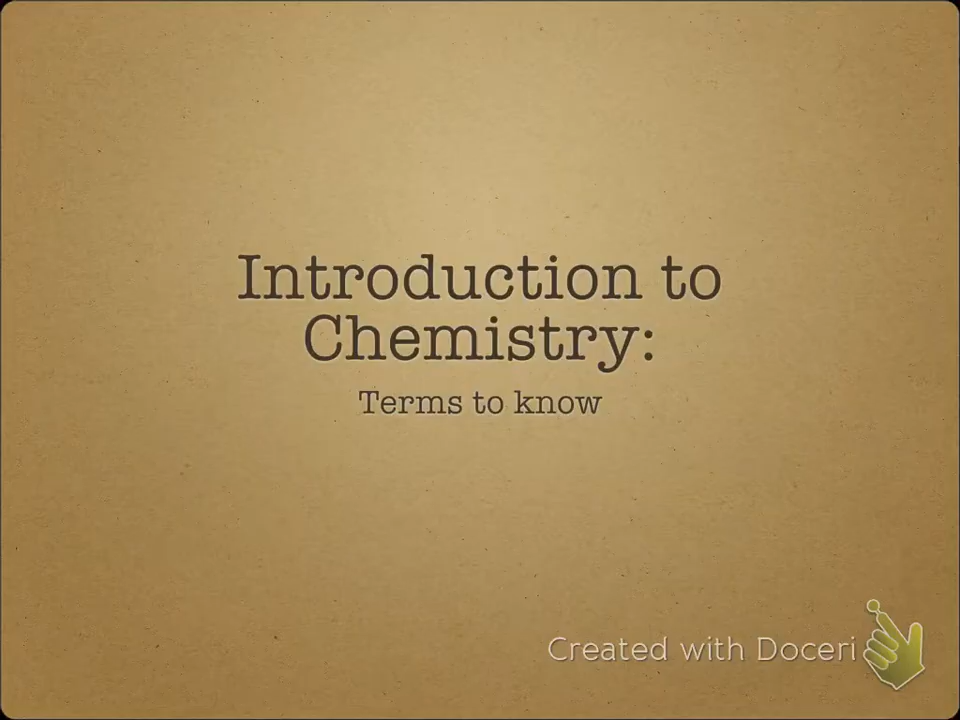 Introduction to
Chemistry:
Terms to know
Created with Doceri